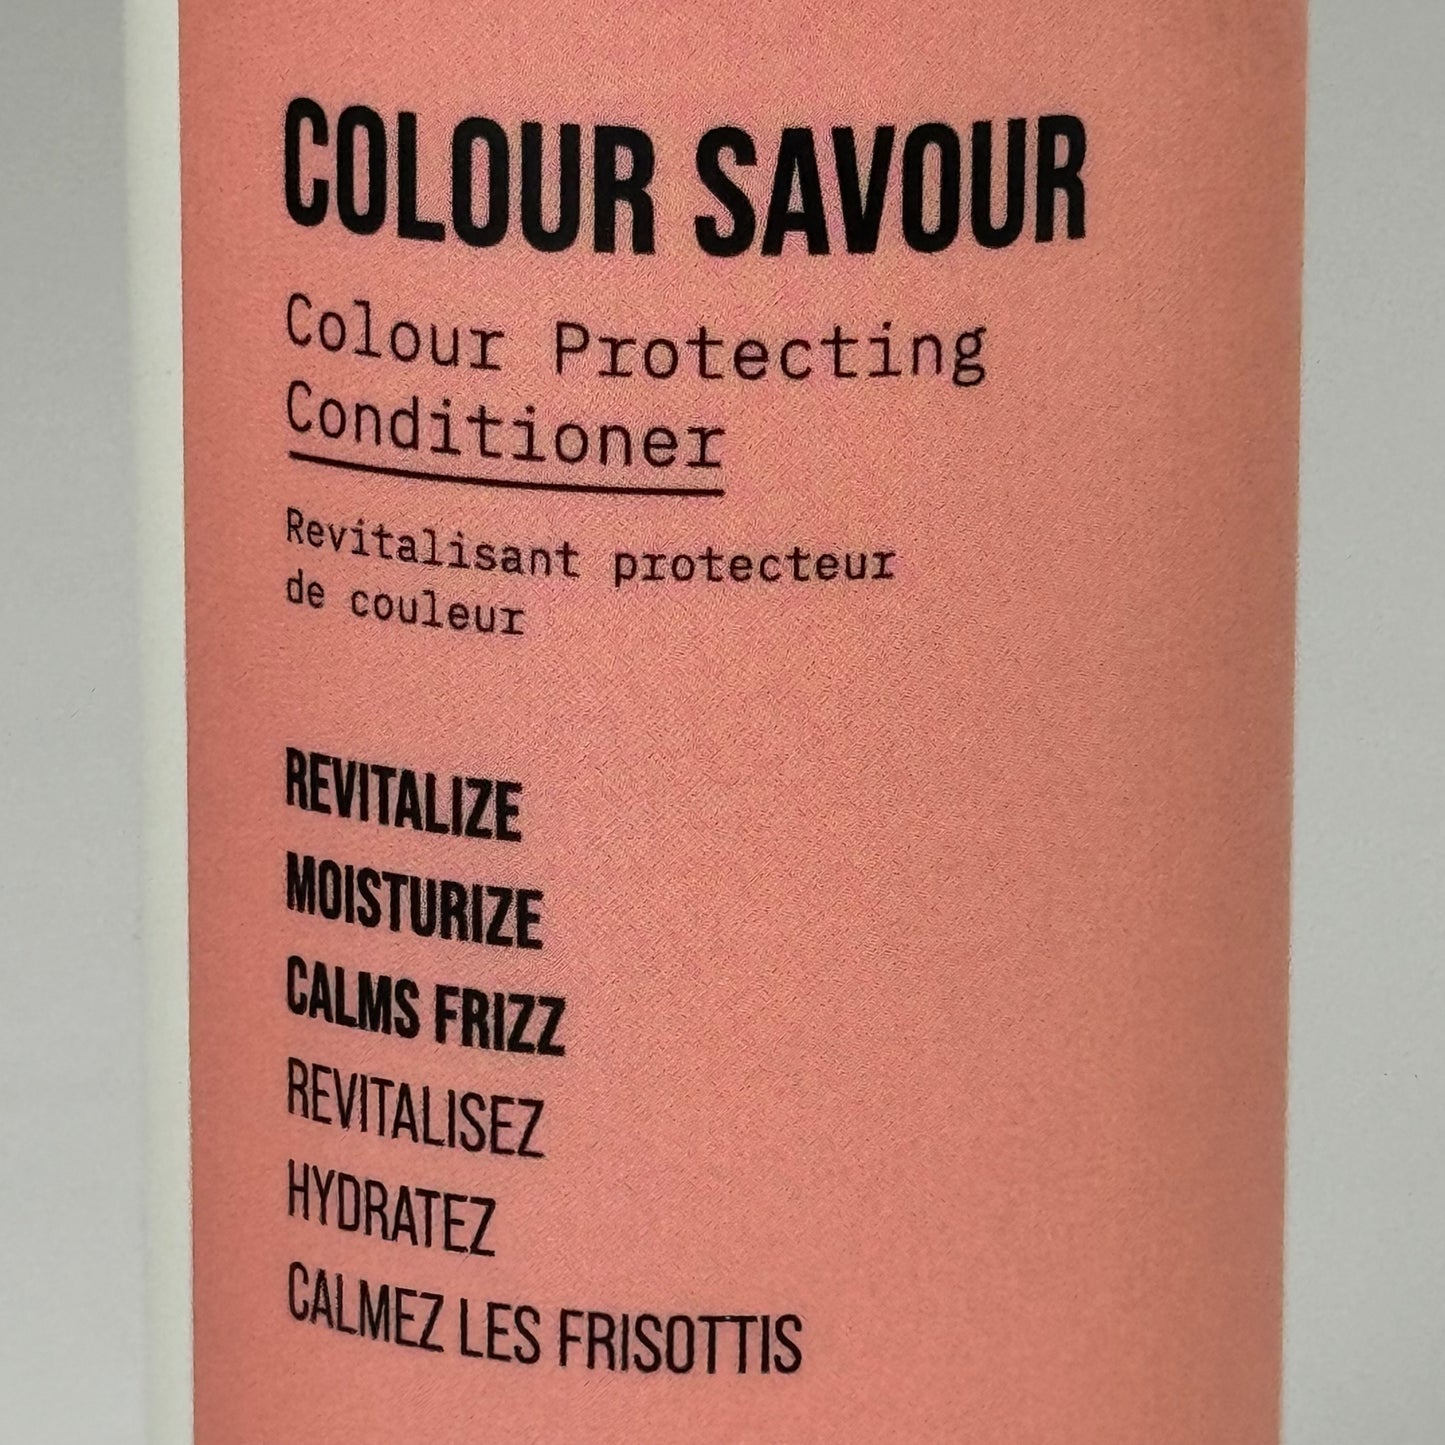 COLOUR SAVOUR
Colour Protecting
Conditioner
Revitalisant protecteur
de couleur
REVITALIZE
MOISTURIZE
CALMS FRIZZ
REVITALISEZ
HYDRATEZ
CALMEZ LES FRISOTTIS